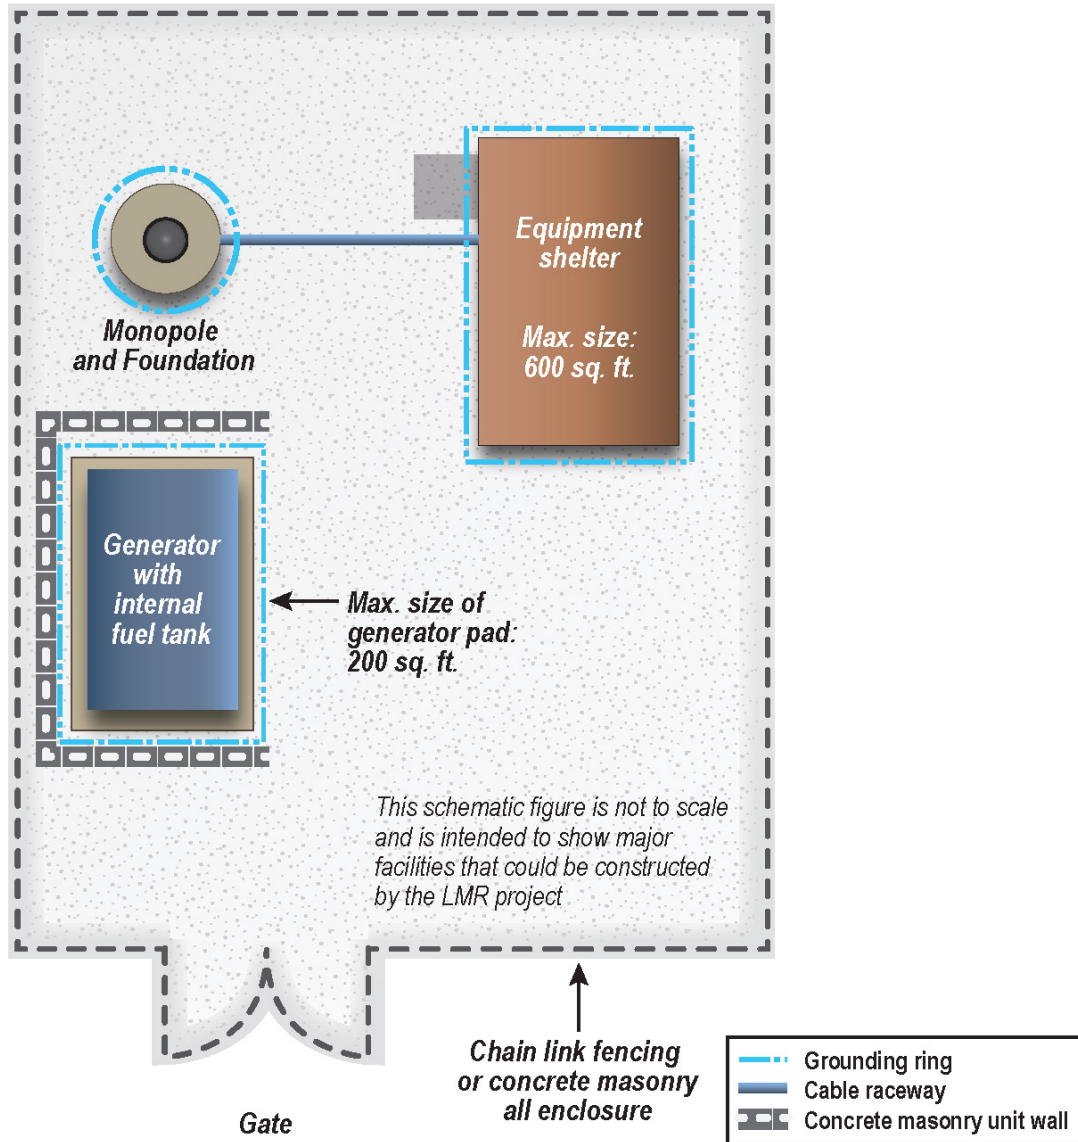 Equipment
shelter
Max. size:
600 sq. ft.
Monopole
and Foundation
Generator
with
internal
fuel tank
Max. size of
generator pad:
200 sq. ft.
This schematic figure is not to scale
and is intended to show major
facilities that could be constructed
by the LMR project
Chain link fencing
or concrete masonry
all enclosure
Gate
Grounding ring
Cable raceway
Concrete masonry unit wall